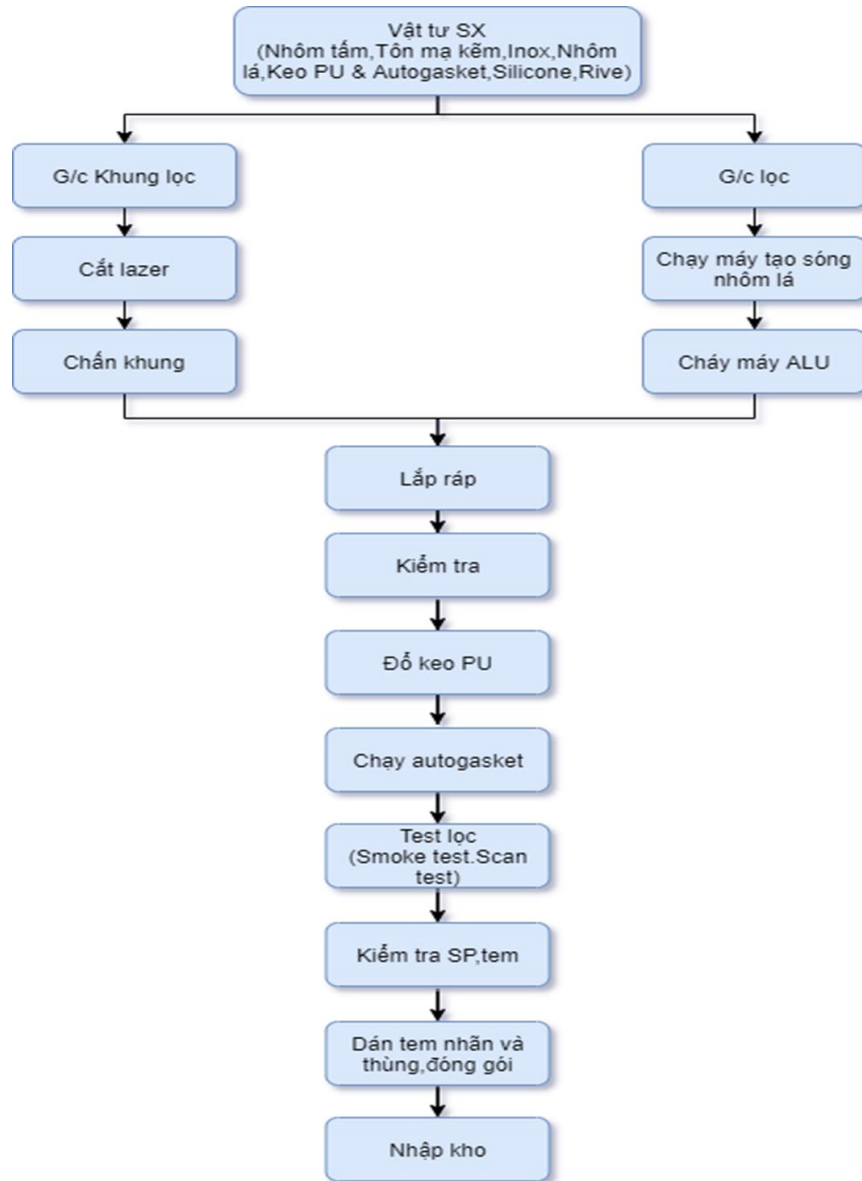 Vật tư SX
(Nhôm tấm,Tôn mạ kẽm,Inox,Nhôm
lá,Keo PU & Autogasket,Silicone,Rive)
G/c Khung lọc
G/c lọc
Cắt lazer
Chạy máy tạo sóng
nhôm lá
Chấn khung
Cháy máy ALU
Lắp ráp
Kiểm tra
Đổ keo PU
Chạy autogasket
Test lọc
(Smoke test.Scan
test)
Kiểm tra SP,tem
Dán tem nhãn và
thùng,đóng gói
Nhập kho